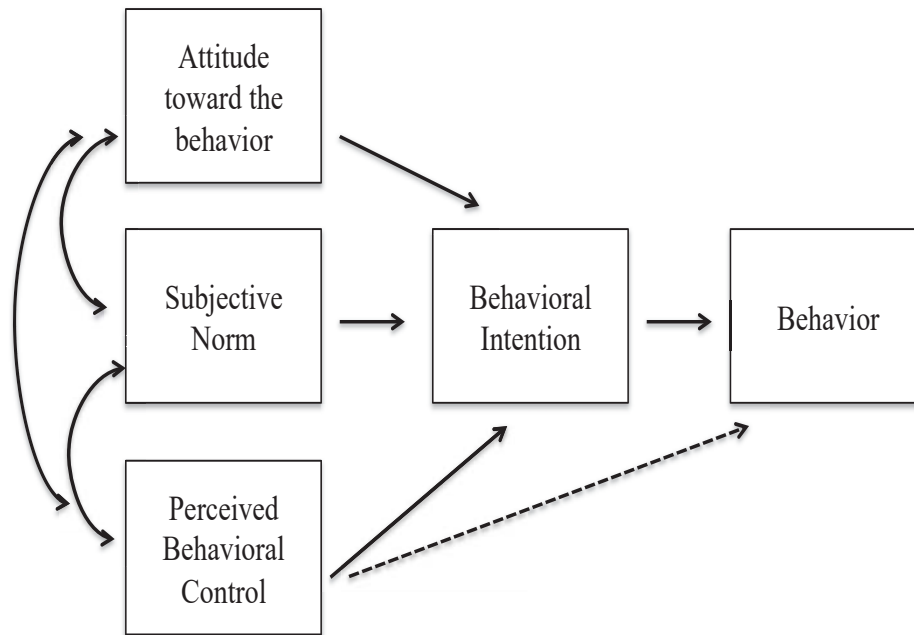 Attitude
toward the
behavior
Subjective
Norm
Behavioral
Intention
Behavior
Perceived
Behavioral
Control